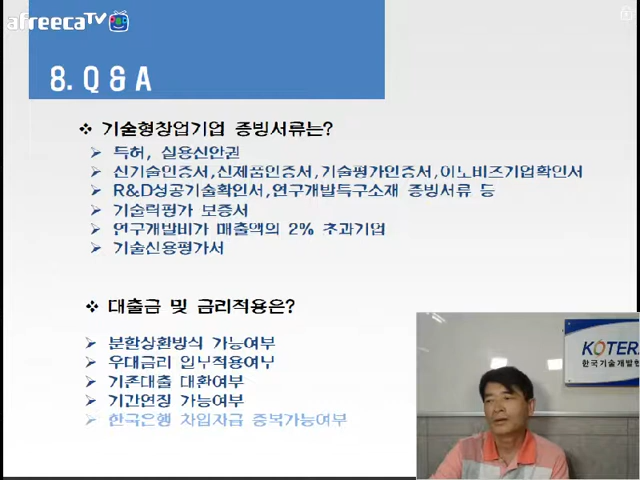 afreecaTV
8. Q & A
❖ 기술형창업기업 증빙서류는?
➢ 특허, 실용신안권
➢ 신기술인증서,신제품인증서,기술평가인증서,이노비즈기업확인서
➢ R&D성공기술확인서,연구개발특구소재 증빙서류 등
➢ 기술력평가 보증서
➢ 연구개발비가 매출액의 2% 초과기업
➢ 기술신용평가서
❖ 대출금 및 금리적용은?
➢ 분할상환방식 가능여부
➢ 우대금리 일부적용여부
➢ 기존대출 대환여부
➢ 기간연장 가능여부
➢ 한국은행 차입자금 중복가능여부
KOTER
한국기술개발협